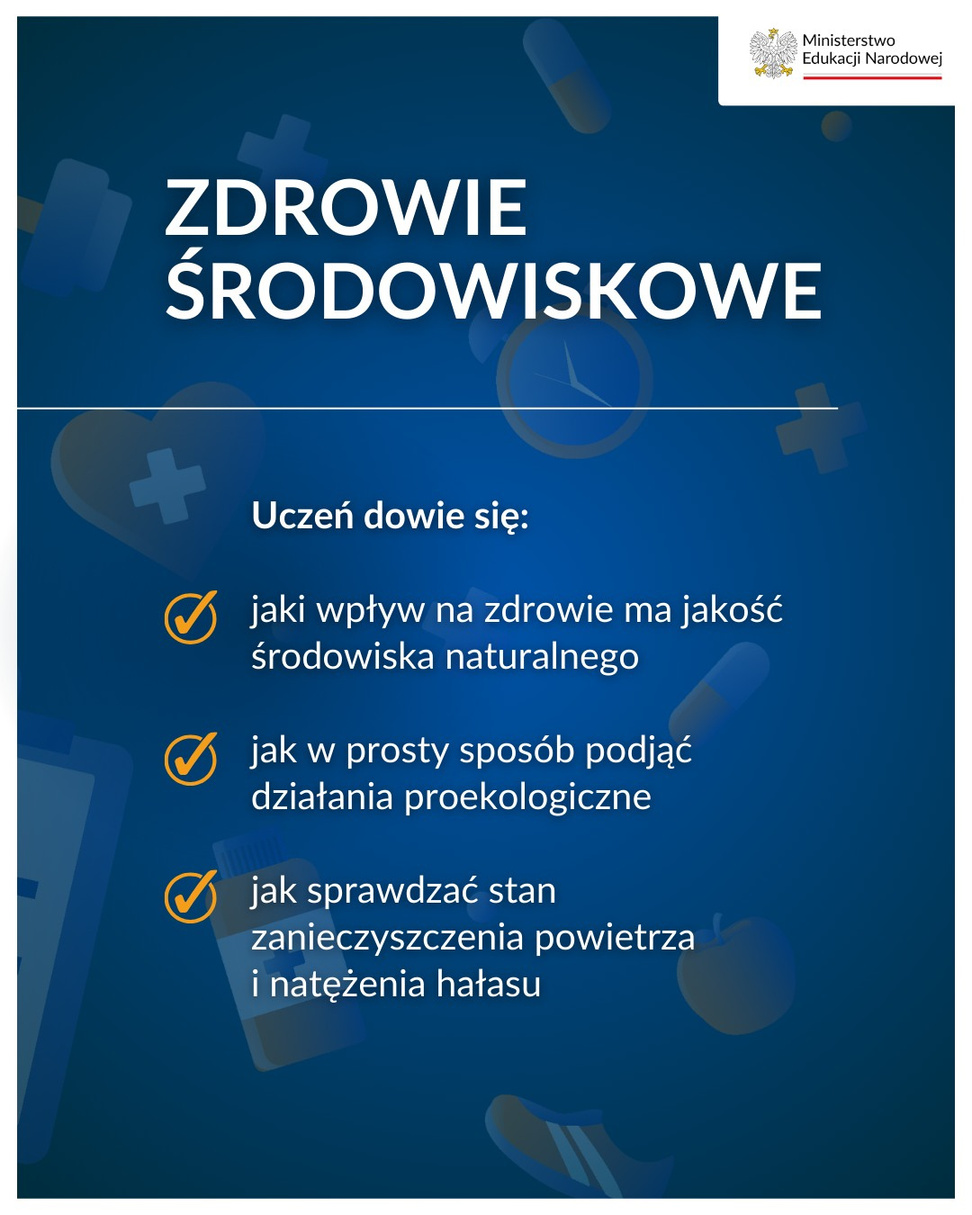 Ministerstwo
Edukacji Narodowej
ZDROWIE
ŚRODOWISKOWE
Uczeń dowie się:
jaki wpływ na zdrowie ma jakość
środowiska naturalnego
jak w prosty sposób podjąć
działania proekologiczne
jak sprawdzać stan
zanieczyszczenia powietrza
i natężenia hałasu